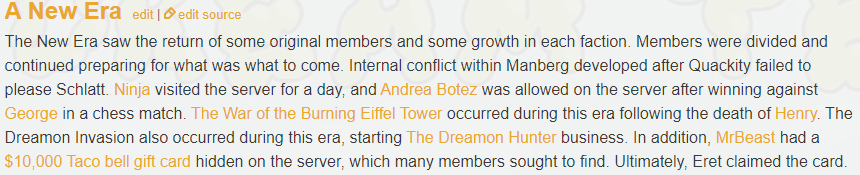 A New Era edit | edit source
The New Era saw the return of some original members and some growth in each faction. Members were divided and
continued preparing for what was what to come. Internal conflict within Manberg developed after Quackity failed to
please Schlatt. Ninja visited the server for a day, and Andrea Botez was allowed on the server after winning against
George in a chess match. The War of the Burning Eiffel Tower occurred during this era following the death of Henry. The
Dreamon Invasion also occurred during this era, starting The Dreamon Hunter business. In addition, MrBeast had a
$10,000 Taco bell gift card hidden on the server, which many members sought to find. Ultimately, Eret claimed the card.